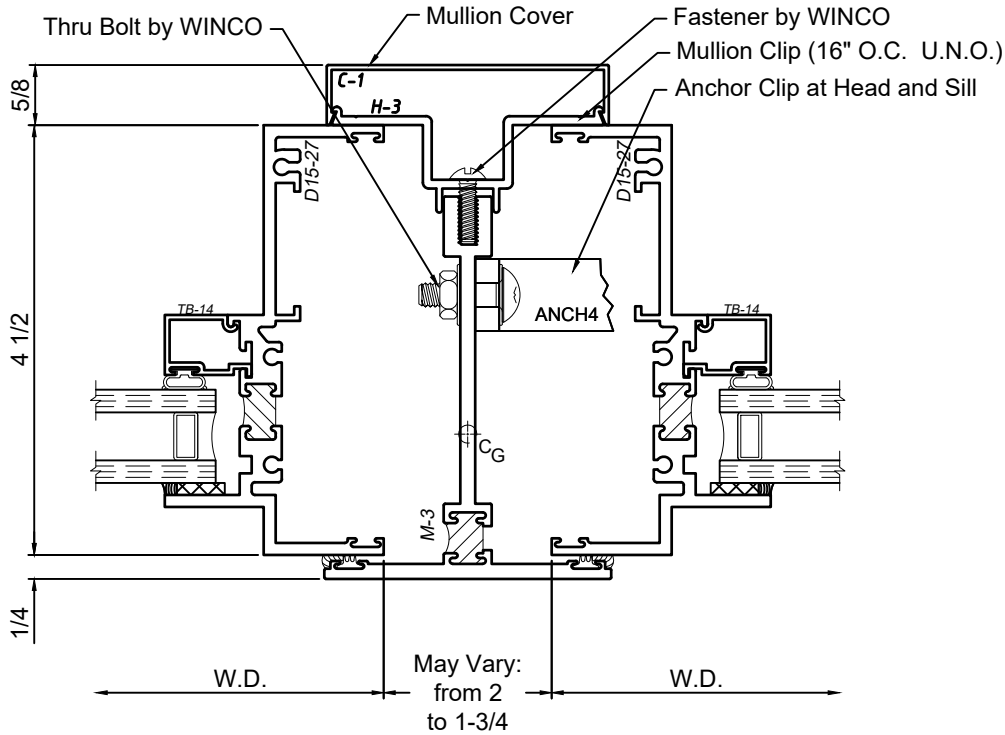 Mullion Cover
Thru Bolt by WINCO
Fastener by WINCO
Mullion Clip (16" O.C. U.N.O.)
Anchor Clip at Head and Sill
5/8
C-1
H-3
D15-27
D15-27
4 1/2
TB-14
TB-14
ANCH4
CG
M-3
1/4
W.D.
May Vary:
from 2
to 1-3/4
W.D.